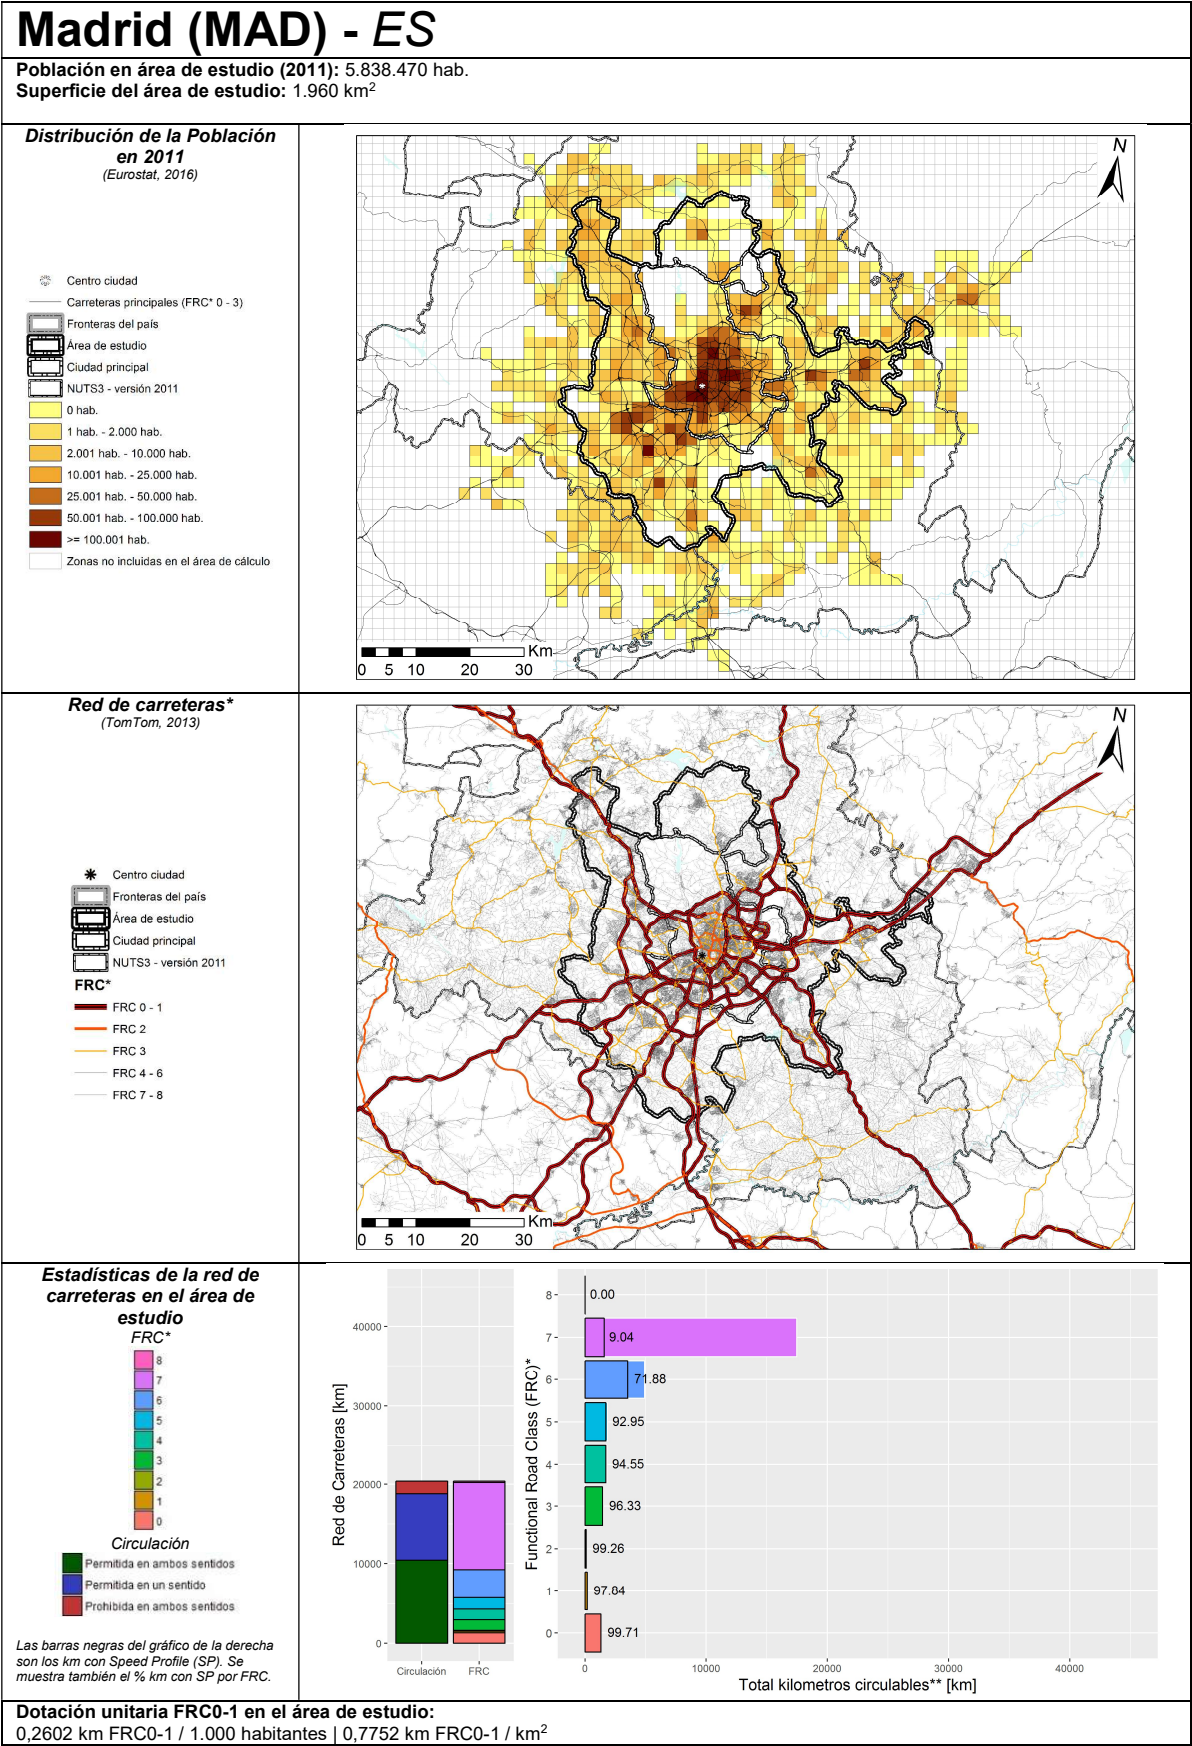 Madrid (MAD) - ES
Población en área de estudio (2011): 5.838.470 hab.
Superficie del área de estudio: 1.960 km²
Distribución de la Población
en 2011
(Eurostat, 2016)
Centro ciudad
Carreteras principales (FRC* 0 - 3)
Fronteras del país
Área de estudio
Ciudad principal
NUTS3 - versión 2011
0 hab.
1 hab. - 2.000 hab.
2.001 hab. - 10.000 hab.
10.001 hab. - 25.000 hab.
25.001 hab. - 50.000 hab.
50.001 hab. - 100.000 hab.
>= 100.001 hab.
Zonas no incluidas en el área de cálculo
N
Km
0 5 10 20 30
Red de carreteras*
(TomTom, 2013)
Centro ciudad
Fronteras del país
Área de estudio
Ciudad principal
NUTS3 - versión 2011
FRC*
FRC 0 - 1
FRC 2
FRC 3
FRC 4 - 6
FRC 7 - 8
N
Km
0 5 10 20 30
Estadísticas de la red de
carreteras en el área de
estudio
FRC*
8
7
6
5
4
3
2
1
0
Circulación
Permitida en ambos sentidos
Permitida en un sentido
Prohibida en ambos sentidos
Las barras negras del gráfico de la derecha
son los km con Speed Profile (SP). Se
muestra también el % km con SP por FRC.
Red de Carreteras [km]
40000
30000
20000
10000
0
Circulación FRC
Functional Road Class (FRC)*
8 0.00
7 9.04
6 71.88
5 92.95
4 94.55
3 96.33
2 99.26
1 97.84
0 99.71
0 10000 20000 30000 40000
Total kilometros circulables** [km]
Dotación unitaria FRC0-1 en el área de estudio:
0,2602 km FRC0-1 / 1.000 habitantes | 0,7752 km FRC0-1 / km²